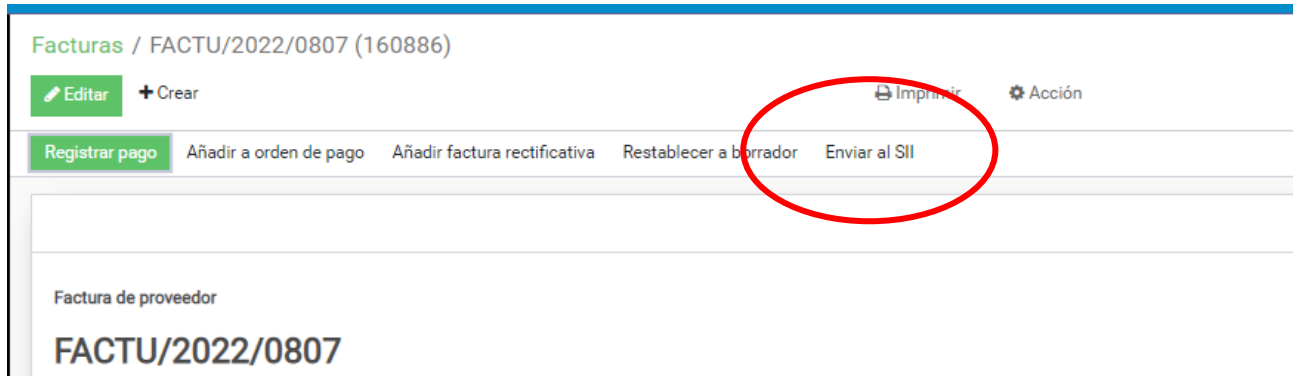 Facturas / FACTU/2022/0807 (160886)
Editar + Crear Imprimir Acción
Registrar pago Añadir a orden de pago Añadir factura rectificativa Restablecer a borrador Enviar al SII
Factura de proveedor
FACTU/2022/0807